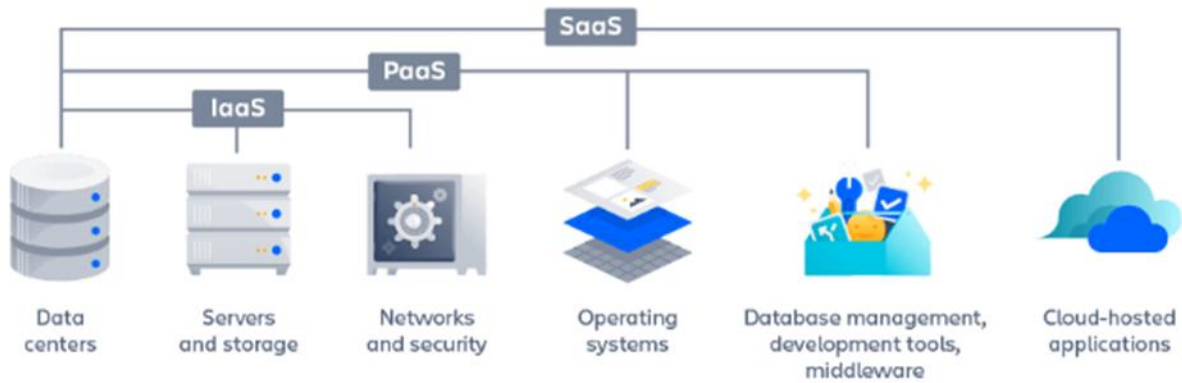 SaaS
PaaS
IaaS
Data
centers
Servers
and storage
Networks
and security
Operating
systems
Database management,
development tools,
middleware
Cloud-hosted
applications